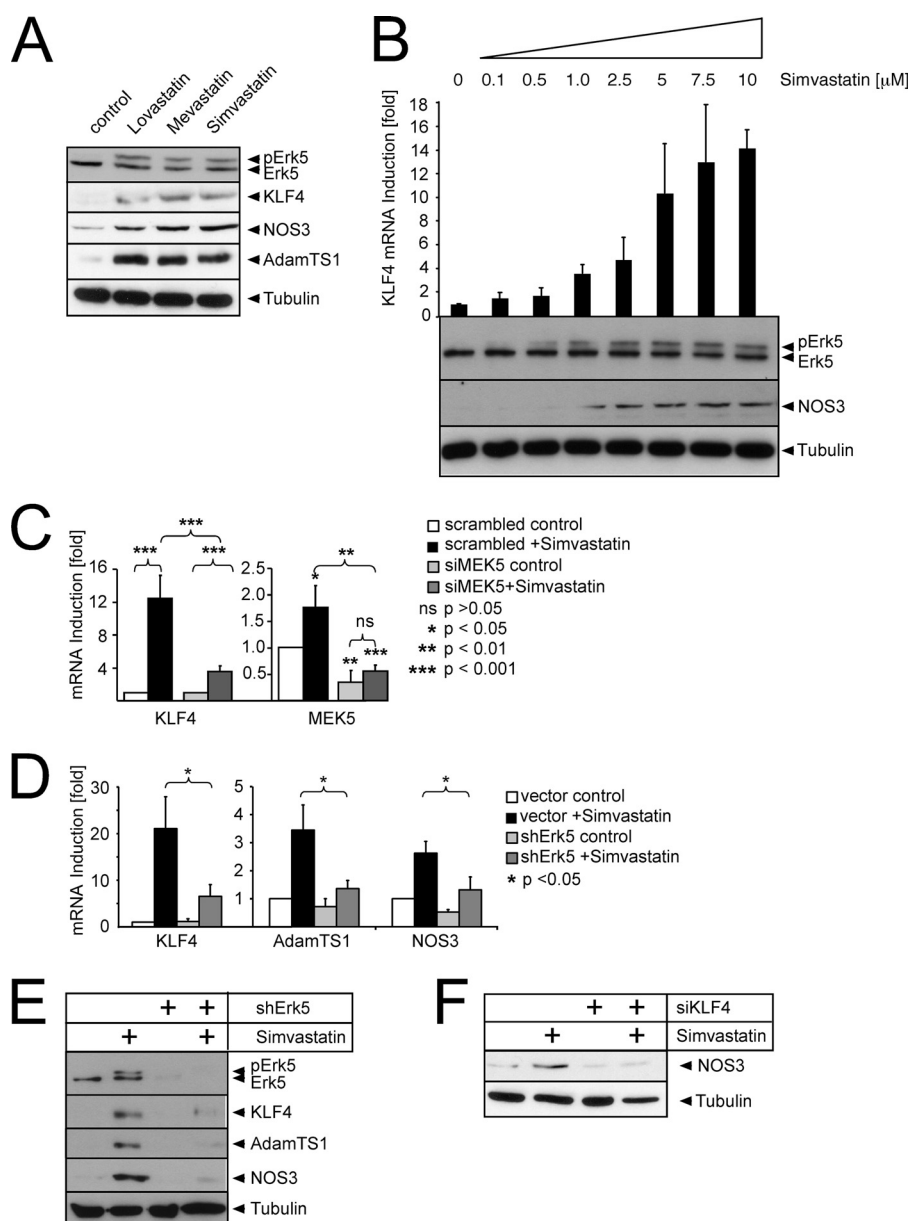 A
control
Lovastatin
Mevastatin
Simvastatin
pErk5
Erk5
KLF4
NOS3
AdamTS1
Tubulin
B
0 0.1 0.5 1.0 2.5 5 7.5 10 Simvastatin [µM]
KLF4 mRNA Induction [fold]
18
16
14
12
10
8
6
4
2
0
pErk5
Erk5
NOS3
Tubulin
C
mRNA Induction [fold]
16
12
8
4
*** *** ***
KLF4
2.5
2.0
1.5
1.0
0.5
* ** ns ** ***
MEK5
scrambled control
scrambled +Simvastatin
siMEK5 control
siMEK5+Simvastatin
ns p >0.05
* p < 0.05
** p < 0.01
*** p < 0.001
D
mRNA Induction [fold]
30
20
10
0
*
KLF4
5
4
3
2
1
*
AdamTS1
*
NOS3
vector control
vector +Simvastatin
shErk5 control
shErk5 +Simvastatin
* p <0.05
E
+ + shErk5
+ + Simvastatin
pErk5
Erk5
KLF4
AdamTS1
NOS3
Tubulin
F
+ + siKLF4
+ + Simvastatin
NOS3
Tubulin